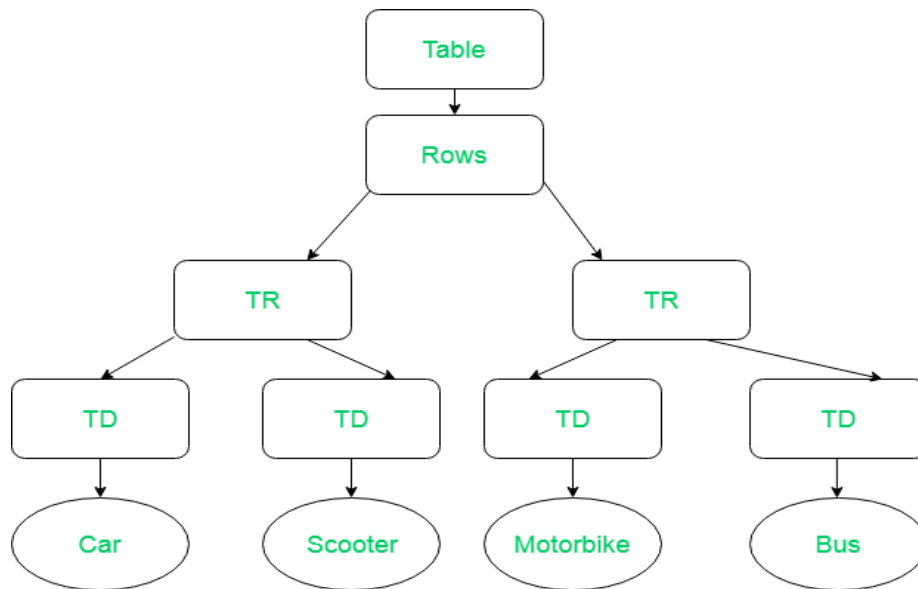 Table
Rows
TR
TR
TD
TD
TD
TD
Car
Scooter
Motorbike
Bus